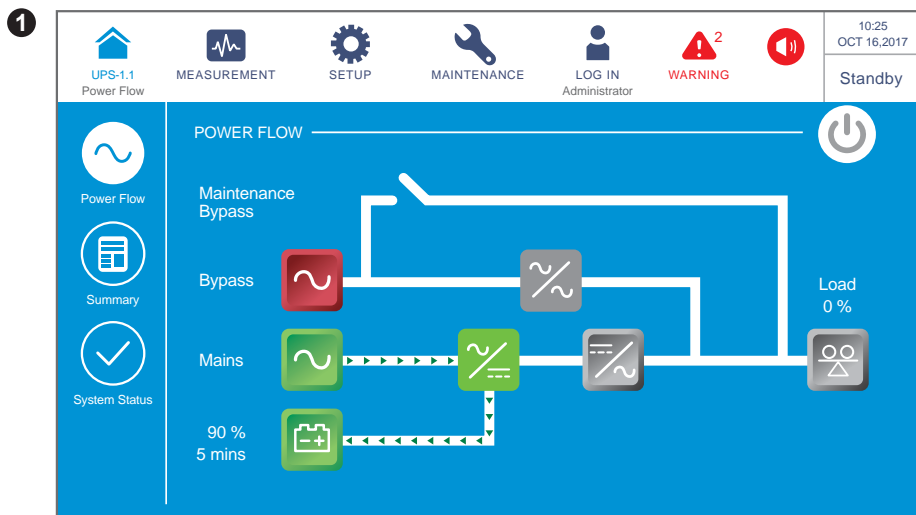 1
UPS-1.1
Power Flow
MEASUREMENT
SETUP
MAINTENANCE
LOG IN
Administrator
2
WARNING
10:25
OCT 16,2017
Standby
POWER FLOW
Power Flow
Summary
System Status
Maintenance
Bypass
Bypass
Load
0 %
Mains
90 %
5 mins